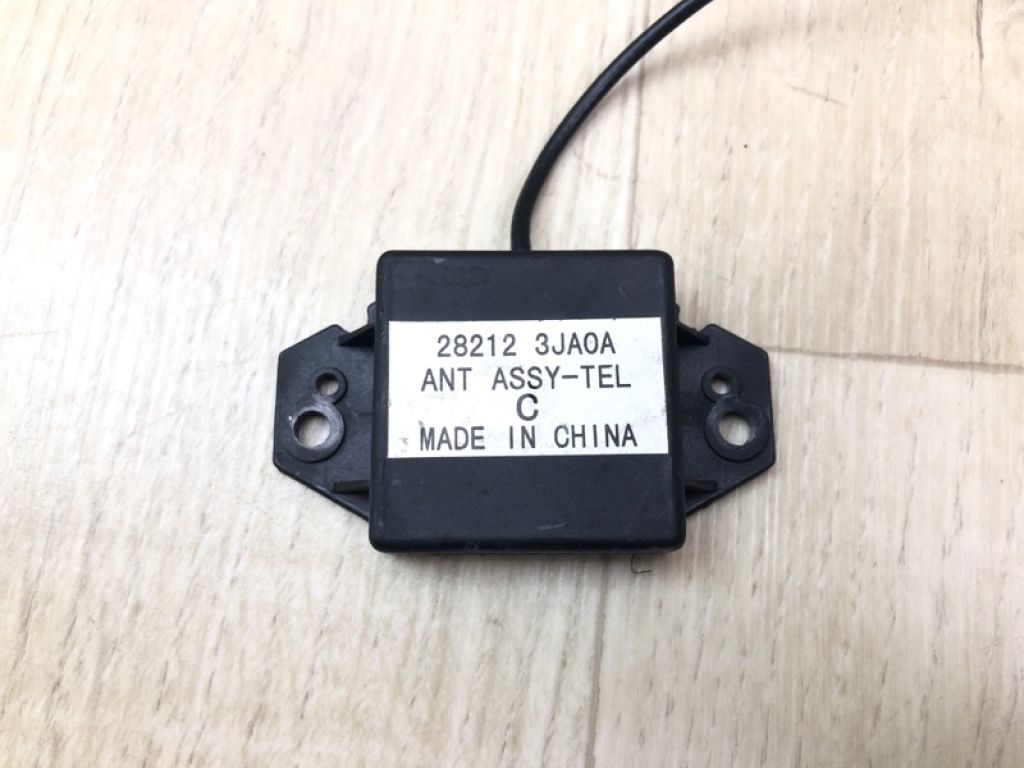 28212 3JA0A
ANT ASSY-TEL
C
MADE IN CHINA